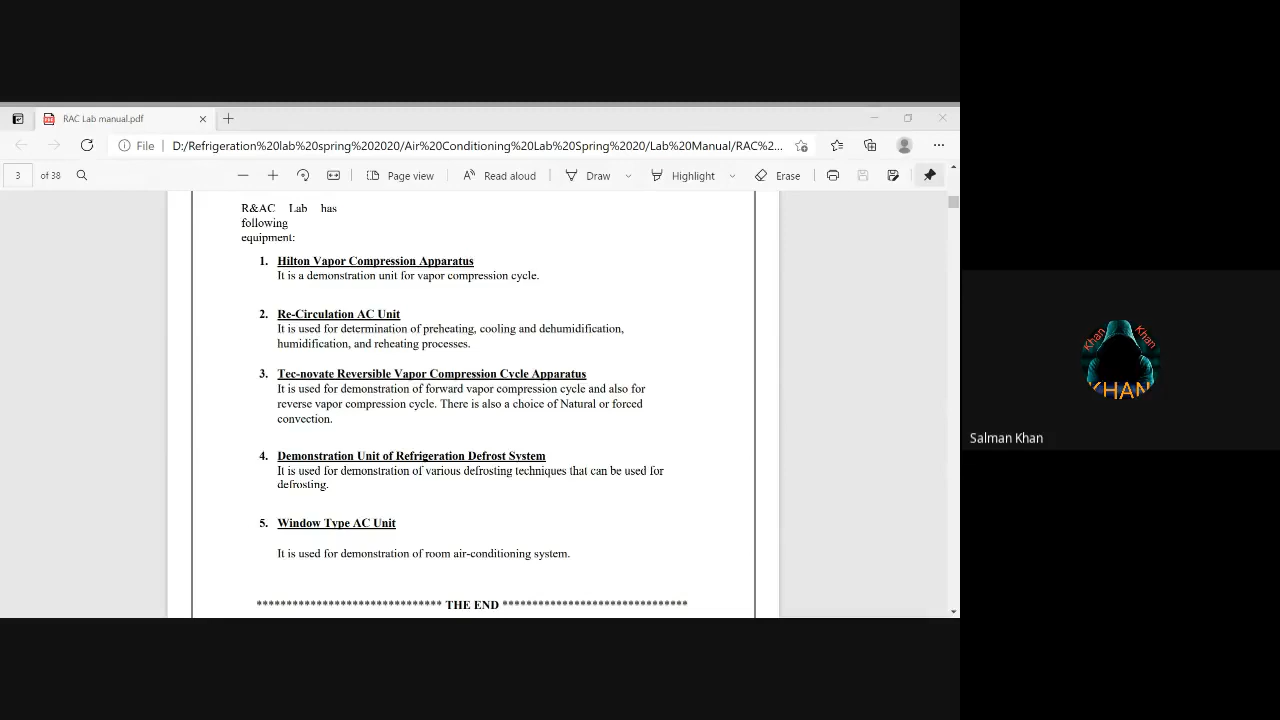 RAC Lab manual.pdf
File
D:/Refrigeration%20lab%20spring%202020/Air%20Conditioning%20Lab%20Spring%2020/Lab%20Manual/RAC%2...
3 of 38
Page view
Read aloud
Draw
Highlight
Erase
R&AC Lab has
following
equipment:
1. Hilton Vapor Compression Apparatus
It is a demonstration unit for vapor compression cycle.
2. Re-Circulation AC Unit
It is used for determination of preheating, cooling and dehumidification,
humidification, and reheating processes.
3. Tec-novate Reversible Vapor Compression Cycle Apparatus
It is used for demonstration of forward vapor compression cycle and also for
reverse vapor compression cycle. There is also a choice of Natural or forced
convection.
4. Demonstration Unit of Refrigeration Defrost System
It is used for demonstration of various defrosting techniques that can be used for
defrosting.
5. Window Type AC Unit
It is used for demonstration of room air-conditioning system.
******************************* THE END *******************************
Khan Khan
KHAN
Salman Khan